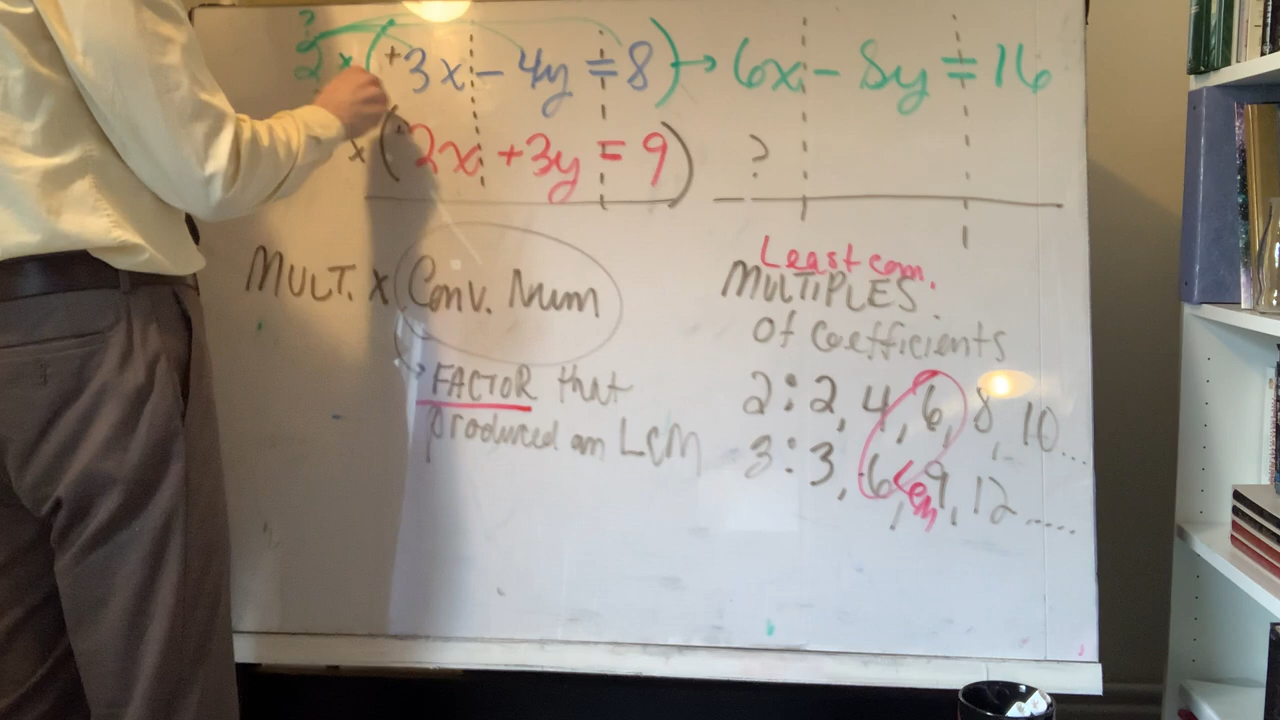 ?
2 x (+3x - 4y = 8) → 6x - 8y = 16
x (+2x + 3y = 9) ?
MULT. X Conv. Num
FACTOR that
produced an LCM
Least com.
MULTIPLES
of Coefficients
2: 2, 4, 6, 8, 10...
3: 3, 6, 9, 12.....
LCM